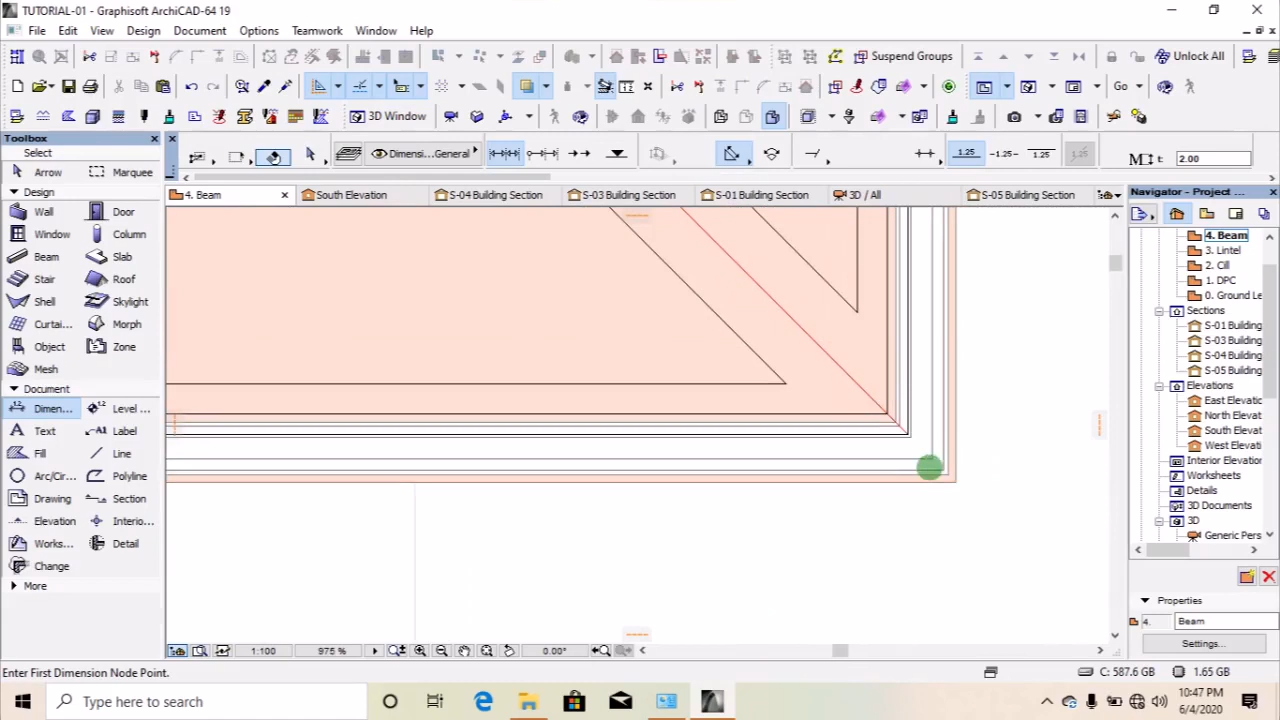 TUTORIAL-01 - Graphisoft ArchiCAD-64 19
File Edit View Design Document Options Teamwork Window Help
Suspend Groups
Unlock All
Go
3D Window
Toolbox
Select
Dimensi...General
1.25
-1.25-
1.25
1.25
M t: 2.00
Arrow Marquee
Design
Wall Door
Window Column
Beam Slab
Stair Roof
Shell Skylight
Curtai... Morph
Object Zone
Mesh
Document
Dimen... Level ...
Text Label
Fill Line
Arc/Cir... Polyline
Drawing Section
Elevation Interio...
Works... Detail
Change
More
4. Beam
South Elevation
S-04 Building Section
S-03 Building Section
S-01 Building Section
3D / All
S-05 Building Section
Navigator - Project ...
4. Beam
3. Lintel
2. Cill
1. DPC
0. Ground Le
Sections
S-01 Building
S-03 Building
S-04 Building
S-05 Building
Elevations
East Elevatic
North Elevat
South Elevat
West Elevati
Interior Elevation
Worksheets
Details
3D Documents
3D
Generic Pers
Properties
4. Beam
Settings...
1:100
975 %
0.00°
Enter First Dimension Node Point.
C: 587.6 GB
1.65 GB
Type here to search
10:47 PM
6/4/2020